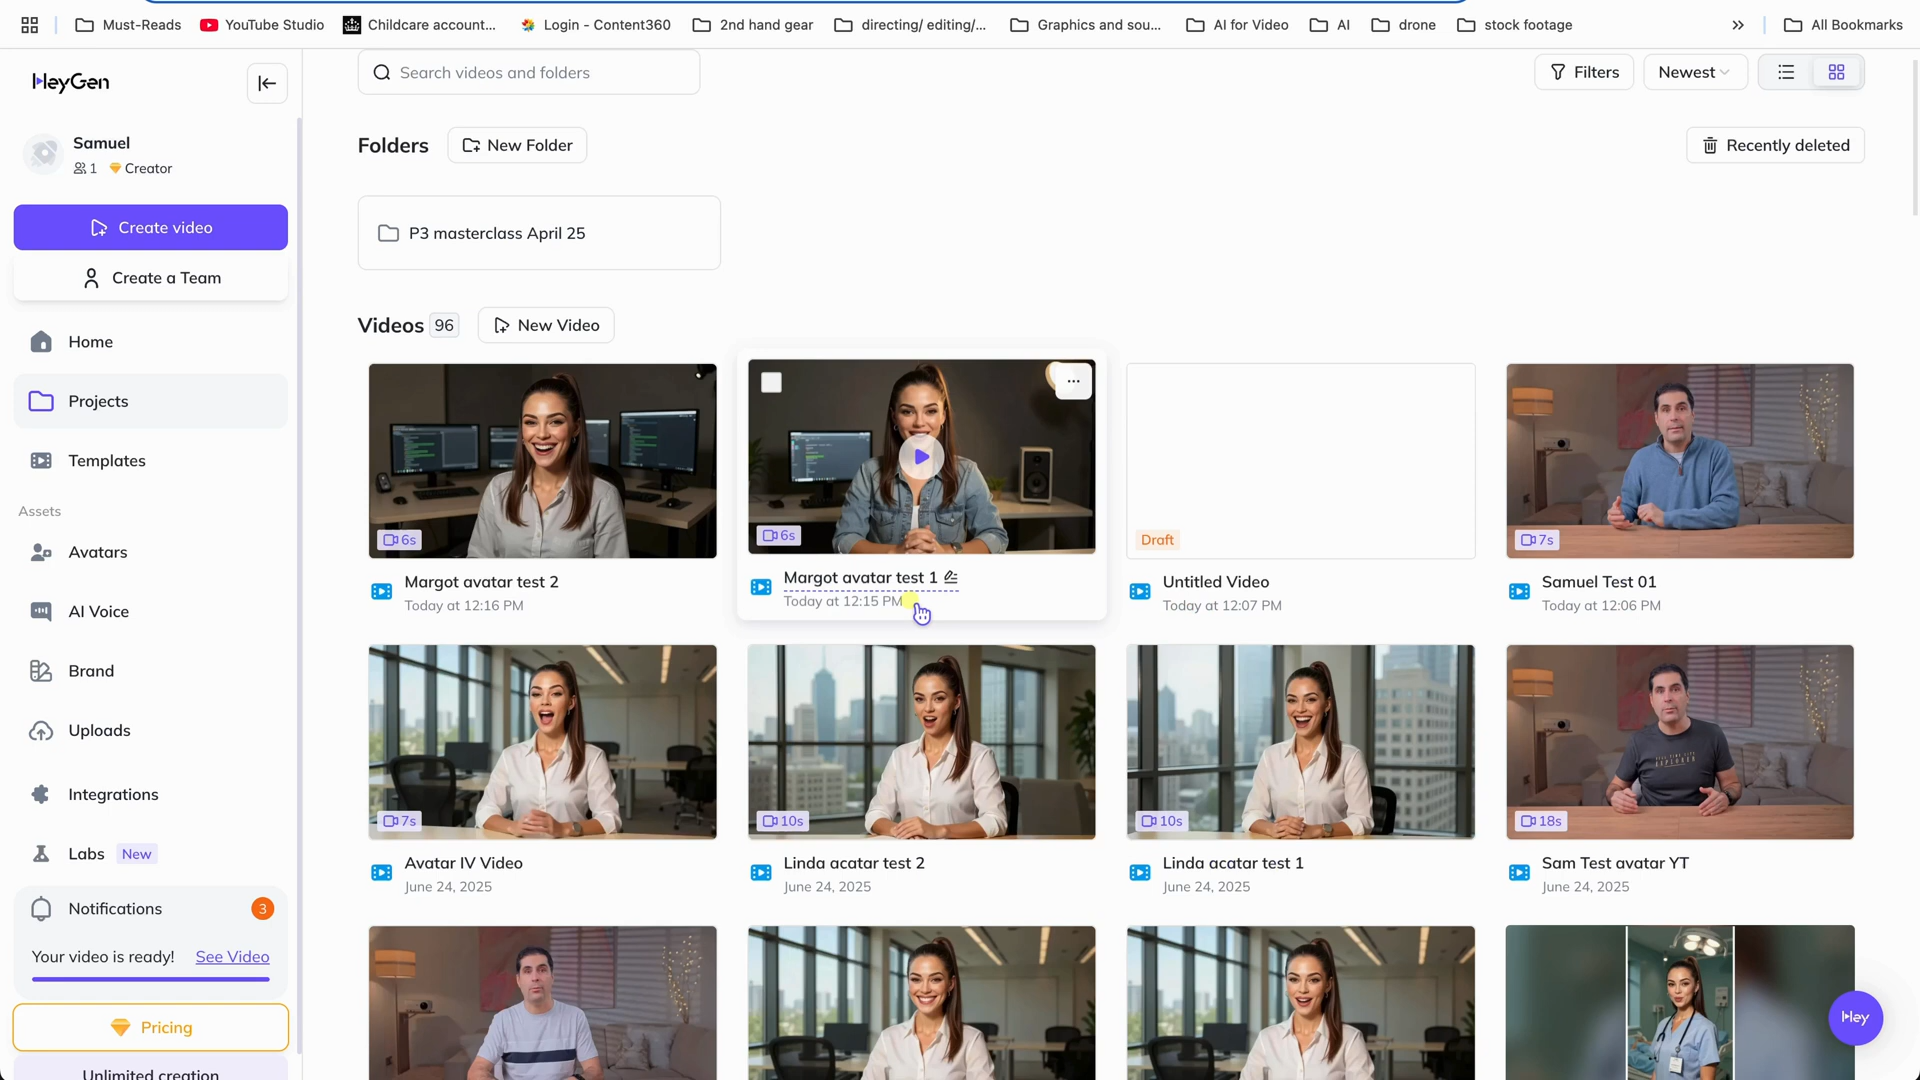 Must-Reads
YouTube Studio
Childcare account...
Login - Content360
2nd hand gear
directing/ editing/...
Graphics and sou...
AI for Video
AI
drone
stock footage
All Bookmarks
HeyGen
Samuel
1
Creator
Create video
Create a Team
Home
Projects
Templates
Assets
Avatars
AI Voice
Brand
Uploads
Integrations
Labs New
Notifications 3
Your video is ready! See Video
Pricing
Unlimited creation
Search videos and folders
Filters
Newest
Folders
New Folder
Recently deleted
P3 masterclass April 25
Videos 96
New Video
6s
Margot avatar test 2
Today at 12:16 PM
6s
Margot avatar test 1
Today at 12:15 PM
Draft
Untitled Video
Today at 12:07 PM
7s
Samuel Test 01
Today at 12:06 PM
7s
Avatar IV Video
June 24, 2025
10s
Linda acatar test 2
June 24, 2025
10s
Linda acatar test 1
June 24, 2025
18s
Sam Test avatar YT
June 24, 2025
Hey